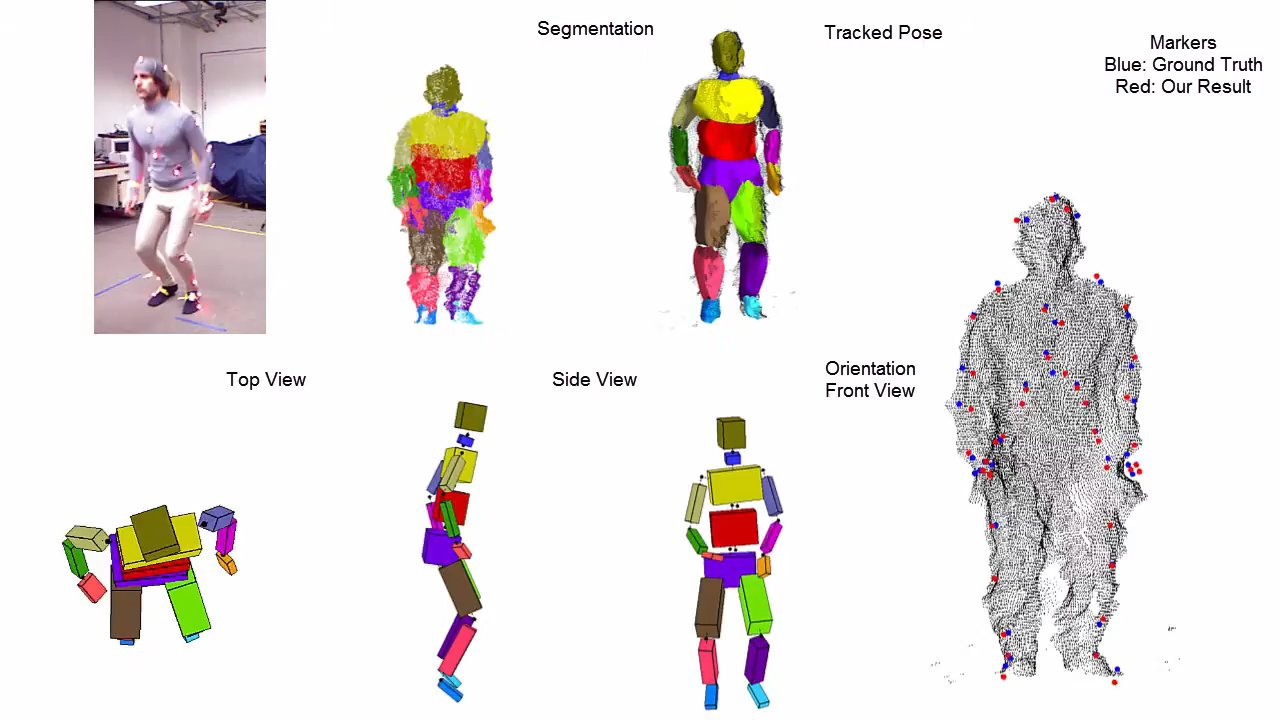 Segmentation
Tracked Pose
Markers
Blue: Ground Truth
Red: Our Result
Top View
Side View
Orientation
Front View